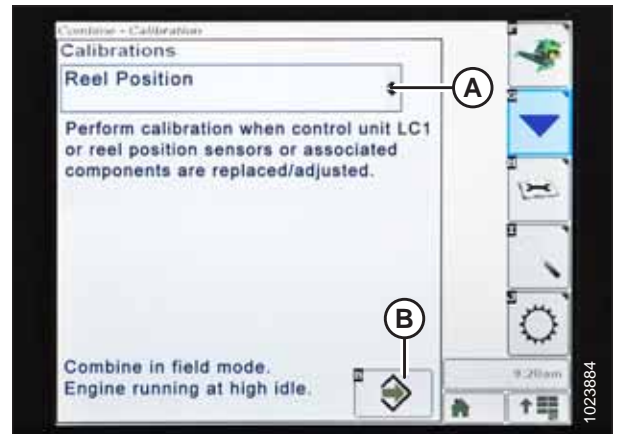 Combine - Calibration
Calibrations
Reel Position
A
Perform calibration when control unit LC1
or reel position sensors or associated
components are replaced/adjusted.
B
Combine in field mode.
Engine running at high idle.
9:20am
1023884